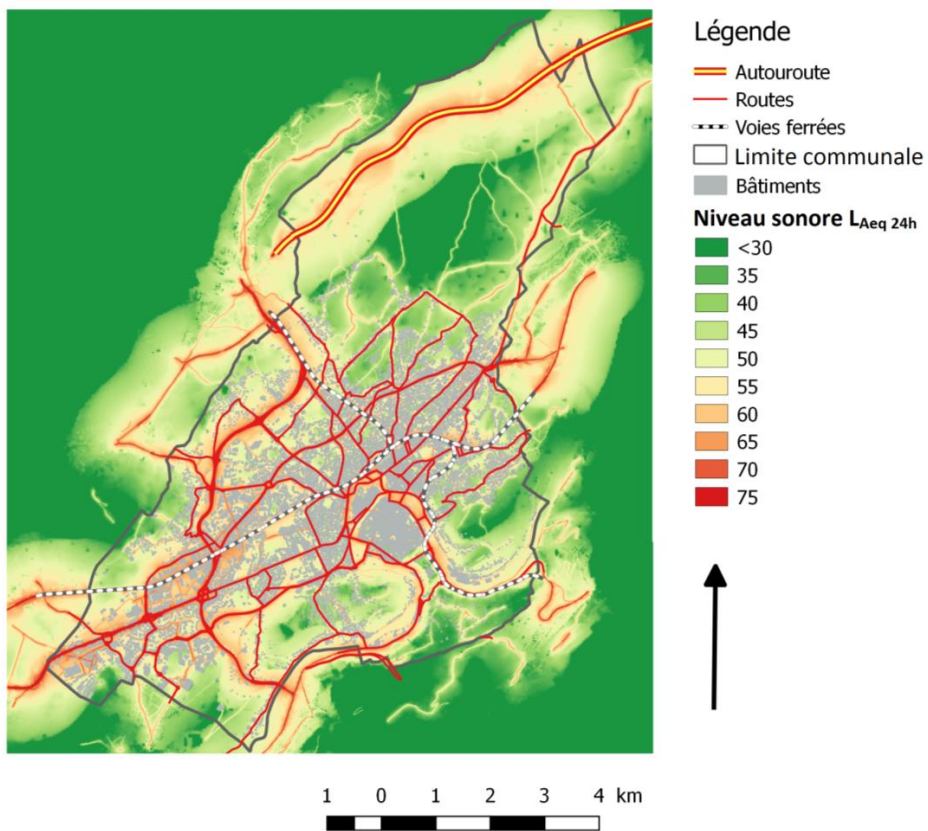 Légende
Autouroute
Routes
Voies ferrées
Limite communale
Bâtiments
Niveau sonore LAeq 24h
<30
35
40
45
50
55
60
65
70
75
1 0 1 2 3 4 km